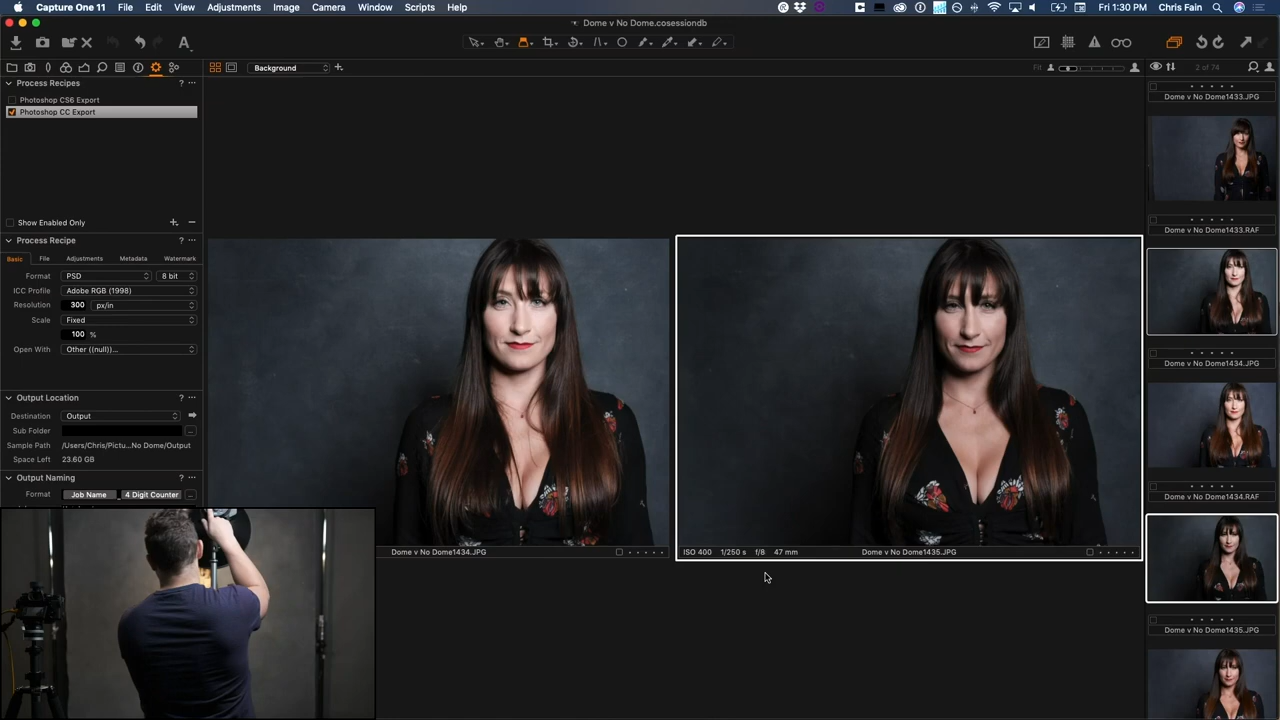 Capture One 11 File Edit View Adjustments Image Camera Window Scripts Help Fri 1:30 PM Chris Fain
Dome v No Dome.cosessiondb
Background
Fit
2 of 74
Process Recipes ? ...
Photoshop CS6 Export
Photoshop CC Export
Show Enabled Only + −
Process Recipe ? ...
Basic File Adjustments Metadata Watermark
Format PSD 8 bit
ICC Profile Adobe RGB (1998)
Resolution 300 px/in
Scale Fixed
100 %
Open With Other ((null))...
Output Location ? ...
Destination Output
Sub Folder ...
Sample Path /Users/Chris/Pictu...No Dome/Output
Space Left 23.60 GB
Output Naming ? ...
Format Job Name _ 4 Digit Counter ...
Dome v No Dome1434.JPG
ISO 400 1/250 s f/8 47 mm Dome v No Dome1435.JPG
Dome v No Dome1433.JPG
Dome v No Dome1433.RAF
Dome v No Dome1434.JPG
Dome v No Dome1434.RAF
Dome v No Dome1435.JPG